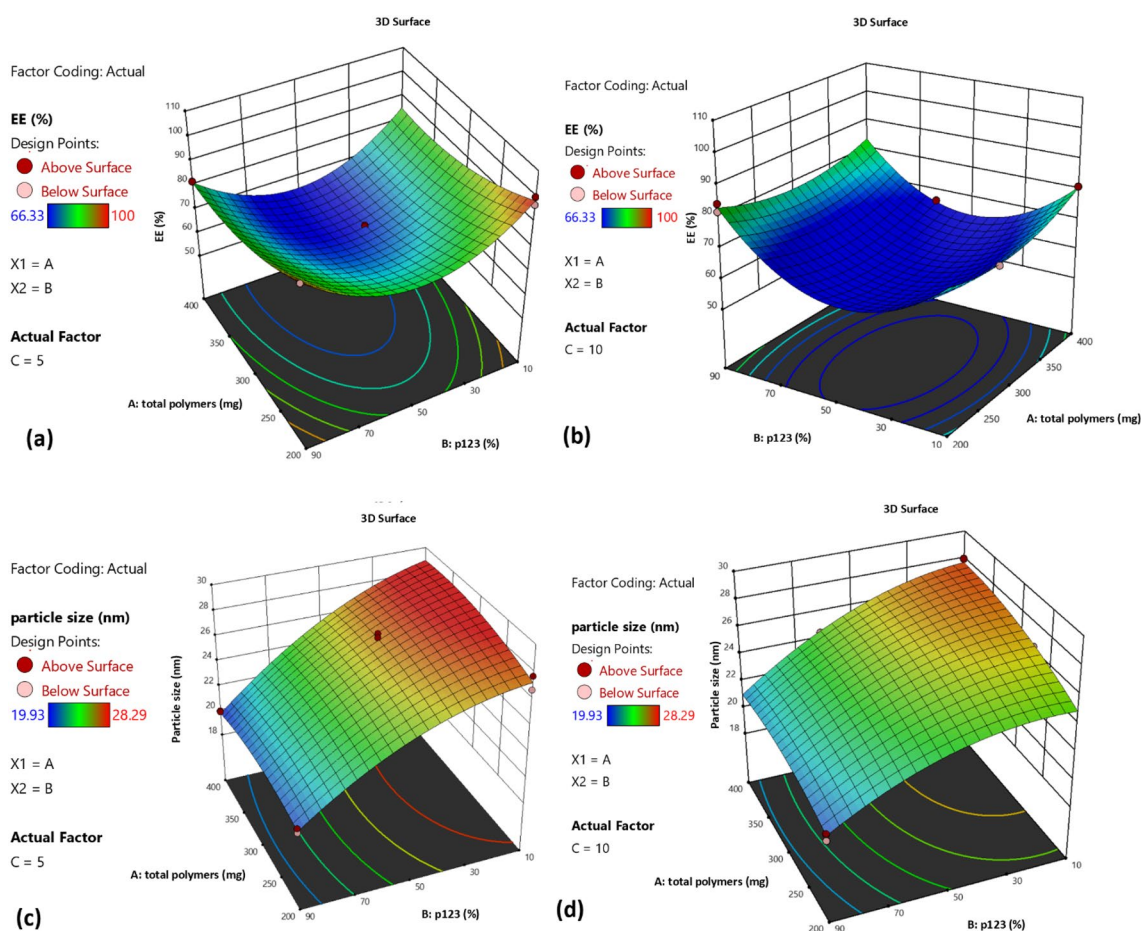 3D Surface
Factor Coding: Actual
EE (%)
Design Points:
Above Surface
Below Surface
66.33 100
X1 = A
X2 = B
Actual Factor
C = 5
110
100
90
80
70
60
50
EE (%)
400
350
300
250
200
A: total polymers (mg)
90
70
50
30
10
B: p123 (%)
(a)
3D Surface
Factor Coding: Actual
EE (%)
Design Points:
Above Surface
Below Surface
66.33 100
X1 = A
X2 = B
Actual Factor
C = 10
110
100
90
80
70
60
50
EE (%)
90
70
50
30
10
B: p123 (%)
200
250
300
350
400
A: total polymers (mg)
(b)
3D Surface
Factor Coding: Actual
particle size (nm)
Design Points:
Above Surface
Below Surface
19.93 28.29
X1 = A
X2 = B
Actual Factor
C = 5
30
28
26
24
22
20
18
Particle size (nm)
400
350
300
250
200
A: total polymers (mg)
90
70
50
30
10
B: p123 (%)
(c)
3D Surface
Factor Coding: Actual
particle size (nm)
Design Points:
Above Surface
Below Surface
19.93 28.29
X1 = A
X2 = B
Actual Factor
C = 10
30
28
26
24
22
20
18
Particle size (nm)
400
350
300
250
200
A: total polymers (mg)
90
70
50
30
10
B: p123 (%)
(d)